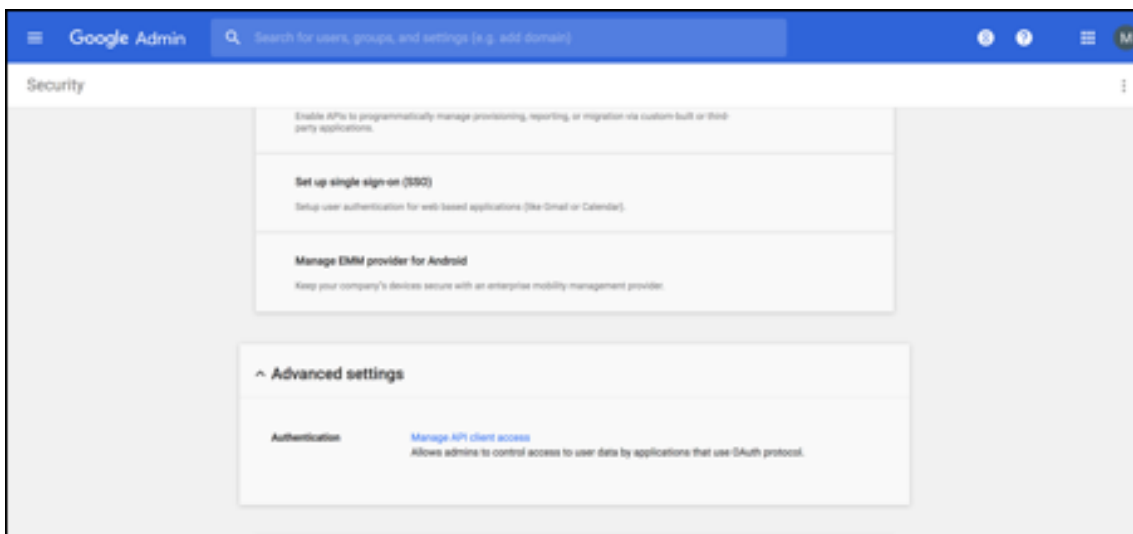 Google Admin
Search for users, groups, and settings (e.g. add domain)
M
Security
Enable APIs to programmatically manage provisioning, reporting, or migration via custom-built or third-
party applications.
Set up single sign-on (SSO)
Setup user authentication for web based applications (like Gmail or Calendar).
Manage EMM provider for Android
Keep your company's devices secure with an enterprise mobility management provider.
Advanced settings
Authentication
Manage API client access
Allows admins to control access to user data by applications that use OAuth protocol.